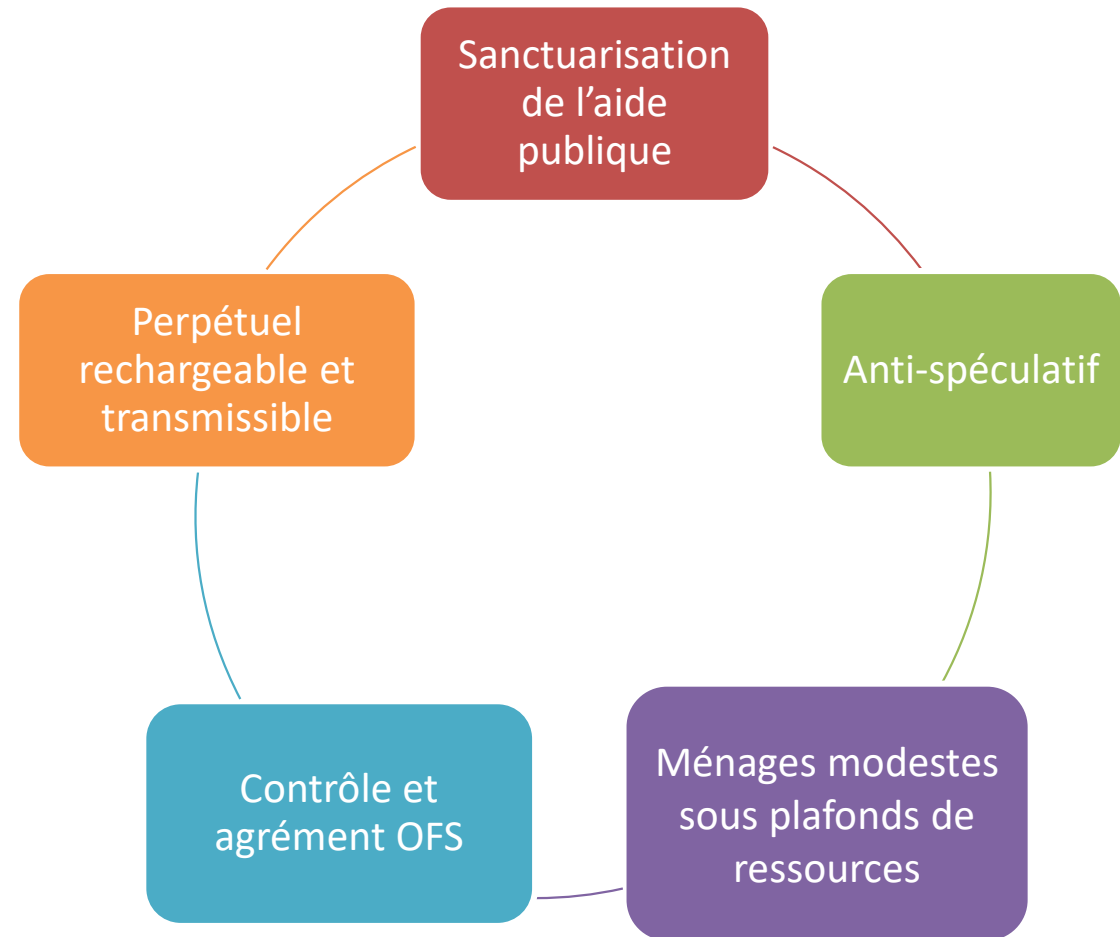 Sanctuarisation
de l’aide
publique
Perpétuel
rechargeable et
transmissible
Anti-spéculatif
Contrôle et
agrément OFS
Ménages modestes
sous plafonds de
ressources